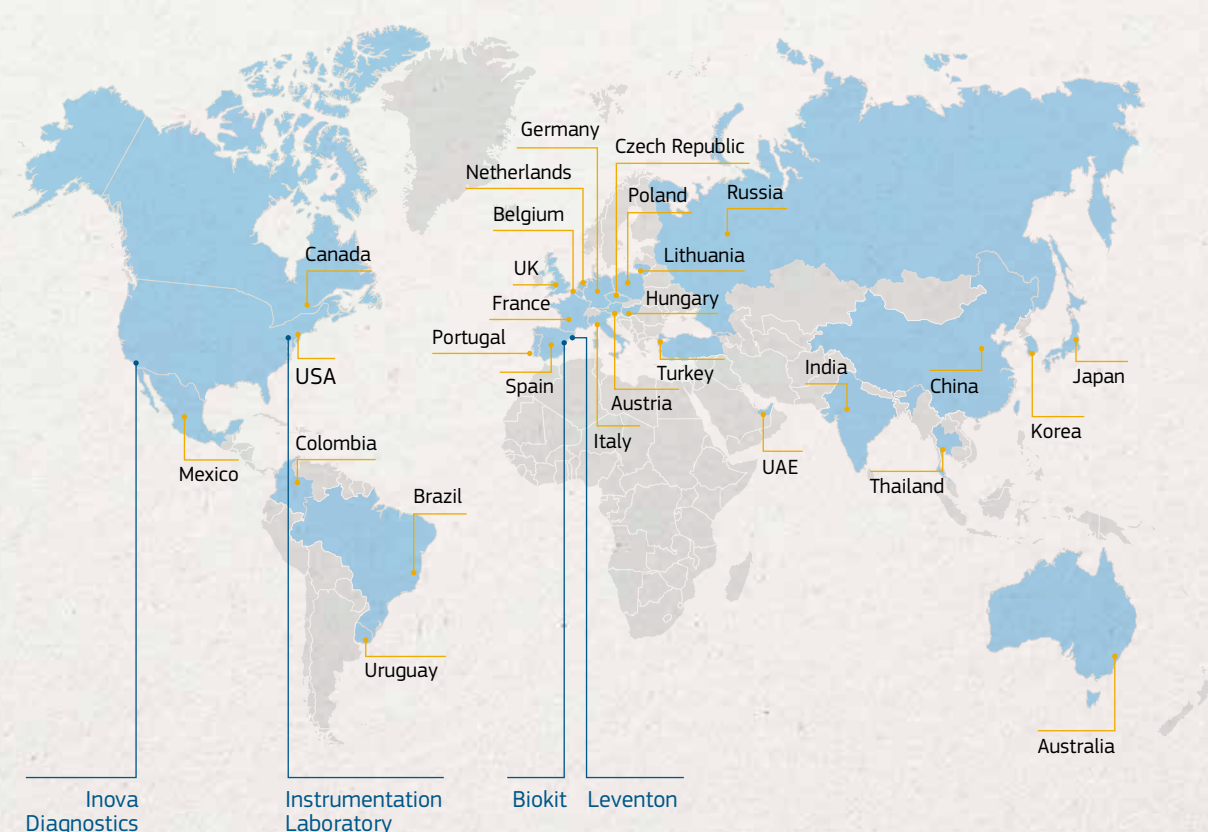 Germany
Czech Republic
Netherlands
Poland
Russia
Belgium
Canada
UK
Lithuania
France
Hungary
Portugal
USA
Spain
Turkey
India
China
Japan
Austria
Italy
Korea
Colombia
Mexico
UAE
Thailand
Brazil
Uruguay
Australia
Inova
Diagnostics
Instrumentation
Laboratory
Biokit
Leventon